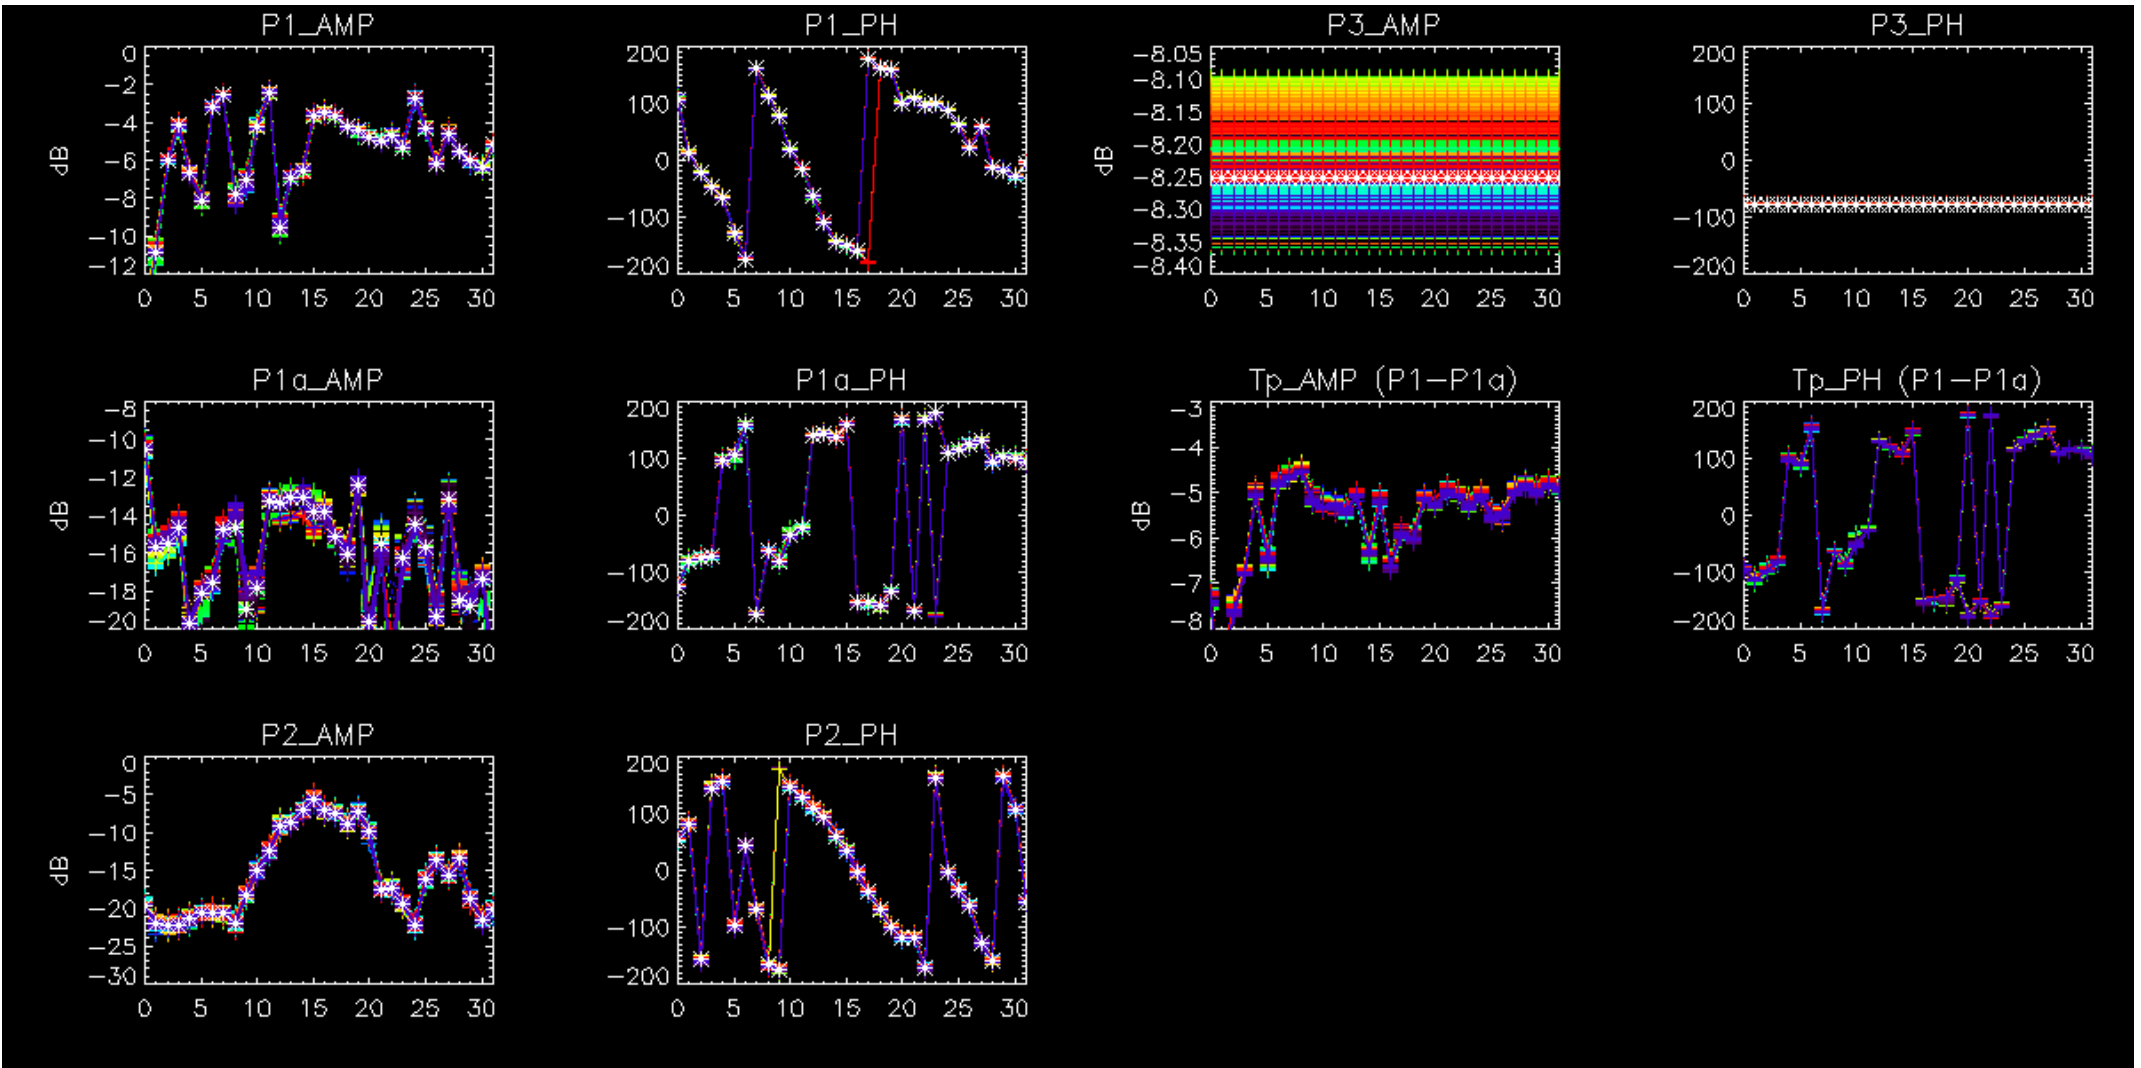 P1_AMP
0
−2
−4
−6
−8
−10
−12
dB
0 5 10 15 20 25 30
P1_PH
200
100
0
−100
−200
0 5 10 15 20 25 30
P3_AMP
−8.05
−8.10
−8.15
−8.20
−8.25
−8.30
−8.35
−8.40
dB
0 5 10 15 20 25 30
P3_PH
200
100
0
−100
−200
0 5 10 15 20 25 30
P1a_AMP
−8
−10
−12
−14
−16
−18
−20
dB
0 5 10 15 20 25 30
P1a_PH
200
100
0
−100
−200
0 5 10 15 20 25 30
Tp_AMP (P1−P1a)
−3
−4
−5
−6
−7
−8
dB
0 5 10 15 20 25 30
Tp_PH (P1−P1a)
200
100
0
−100
−200
0 5 10 15 20 25 30
P2_AMP
0
−5
−10
−15
−20
−25
−30
dB
0 5 10 15 20 25 30
P2_PH
200
100
0
−100
−200
0 5 10 15 20 25 30